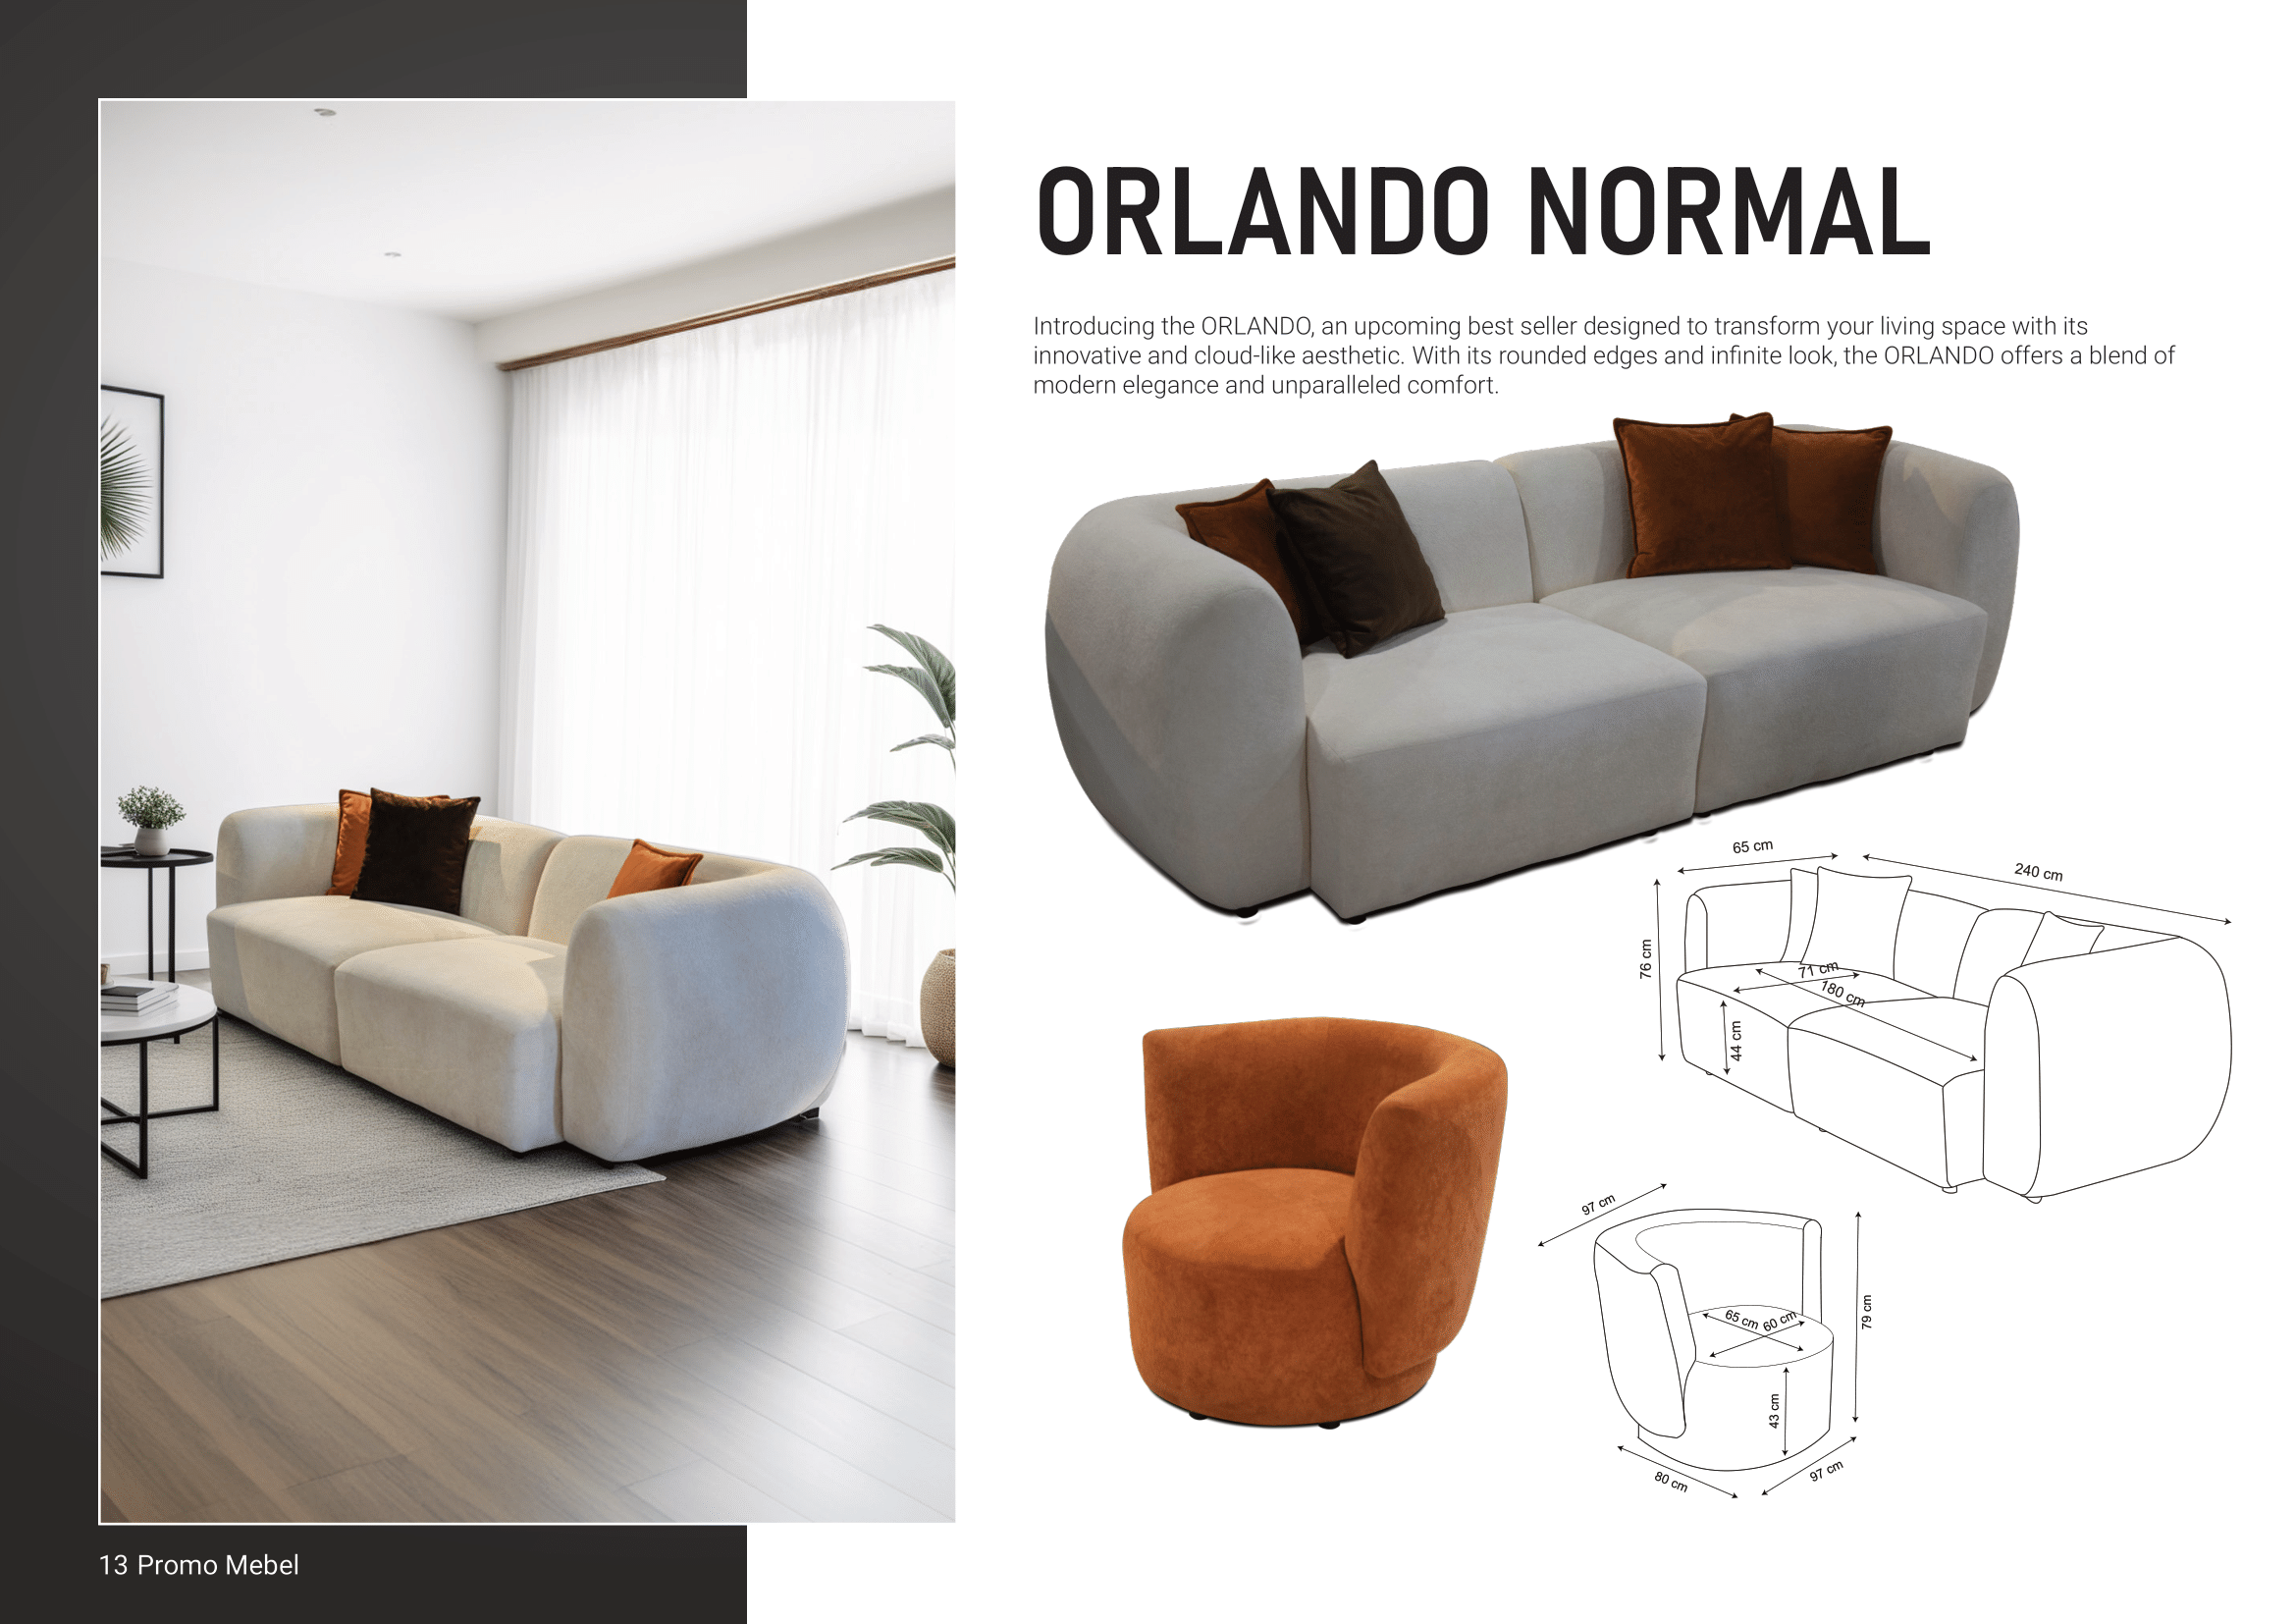 ORLANDO NORMAL
Introducing the ORLANDO, an upcoming best seller designed to transform your living space with its
innovative and cloud-like aesthetic. With its rounded edges and infinite look, the ORLANDO offers a blend of
modern elegance and unparalleled comfort.
65 cm
240 cm
76 cm
71 cm
180 cm
44 cm
97 cm
65 cm
60 cm
79 cm
43 cm
80 cm
97 cm
13 Promo Mebel